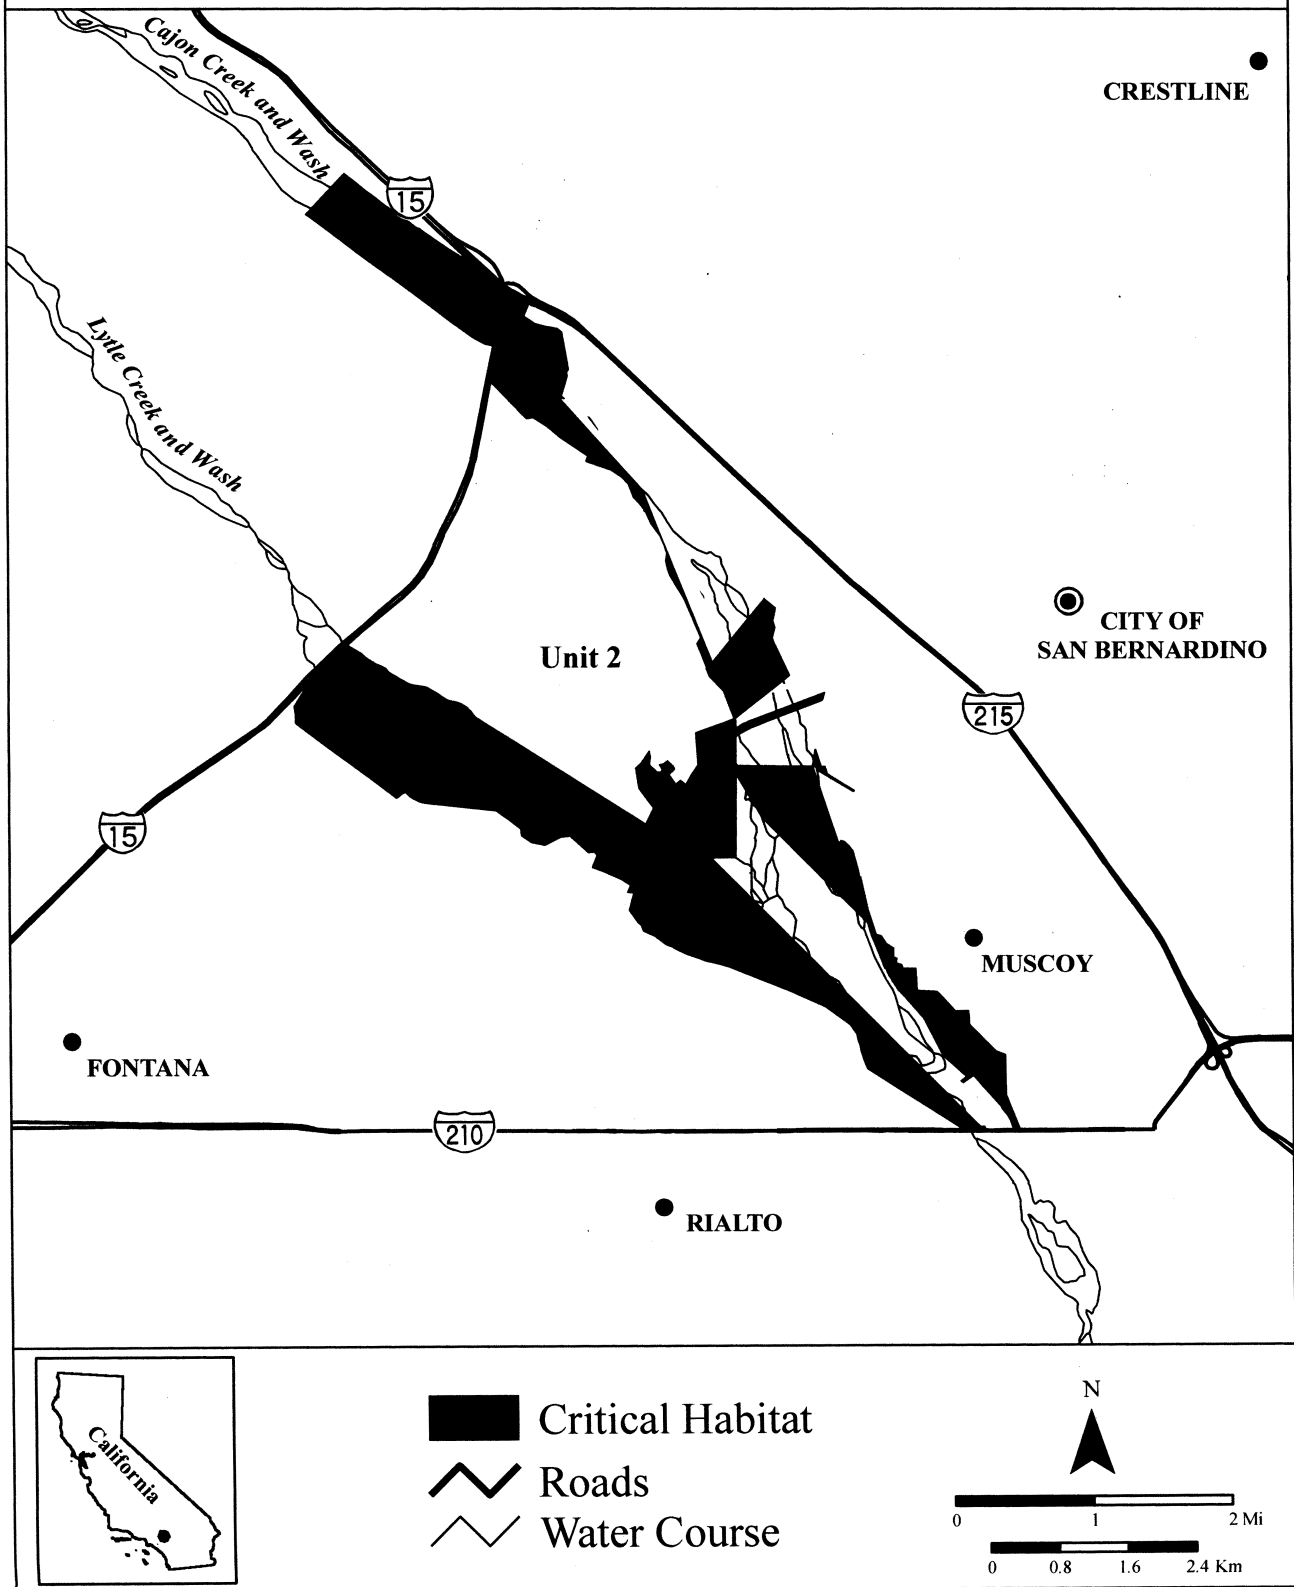 Cajon Creek and Wash
CRESTLINE
15
Lytle Creek and Wash
CITY OF
SAN BERNARDINO
Unit 2
215
15
MUSCOY
FONTANA
210
RIALTO
California
Critical Habitat
Roads
Water Course
N
0 1 2 Mi
0 0.8 1.6 2.4 Km